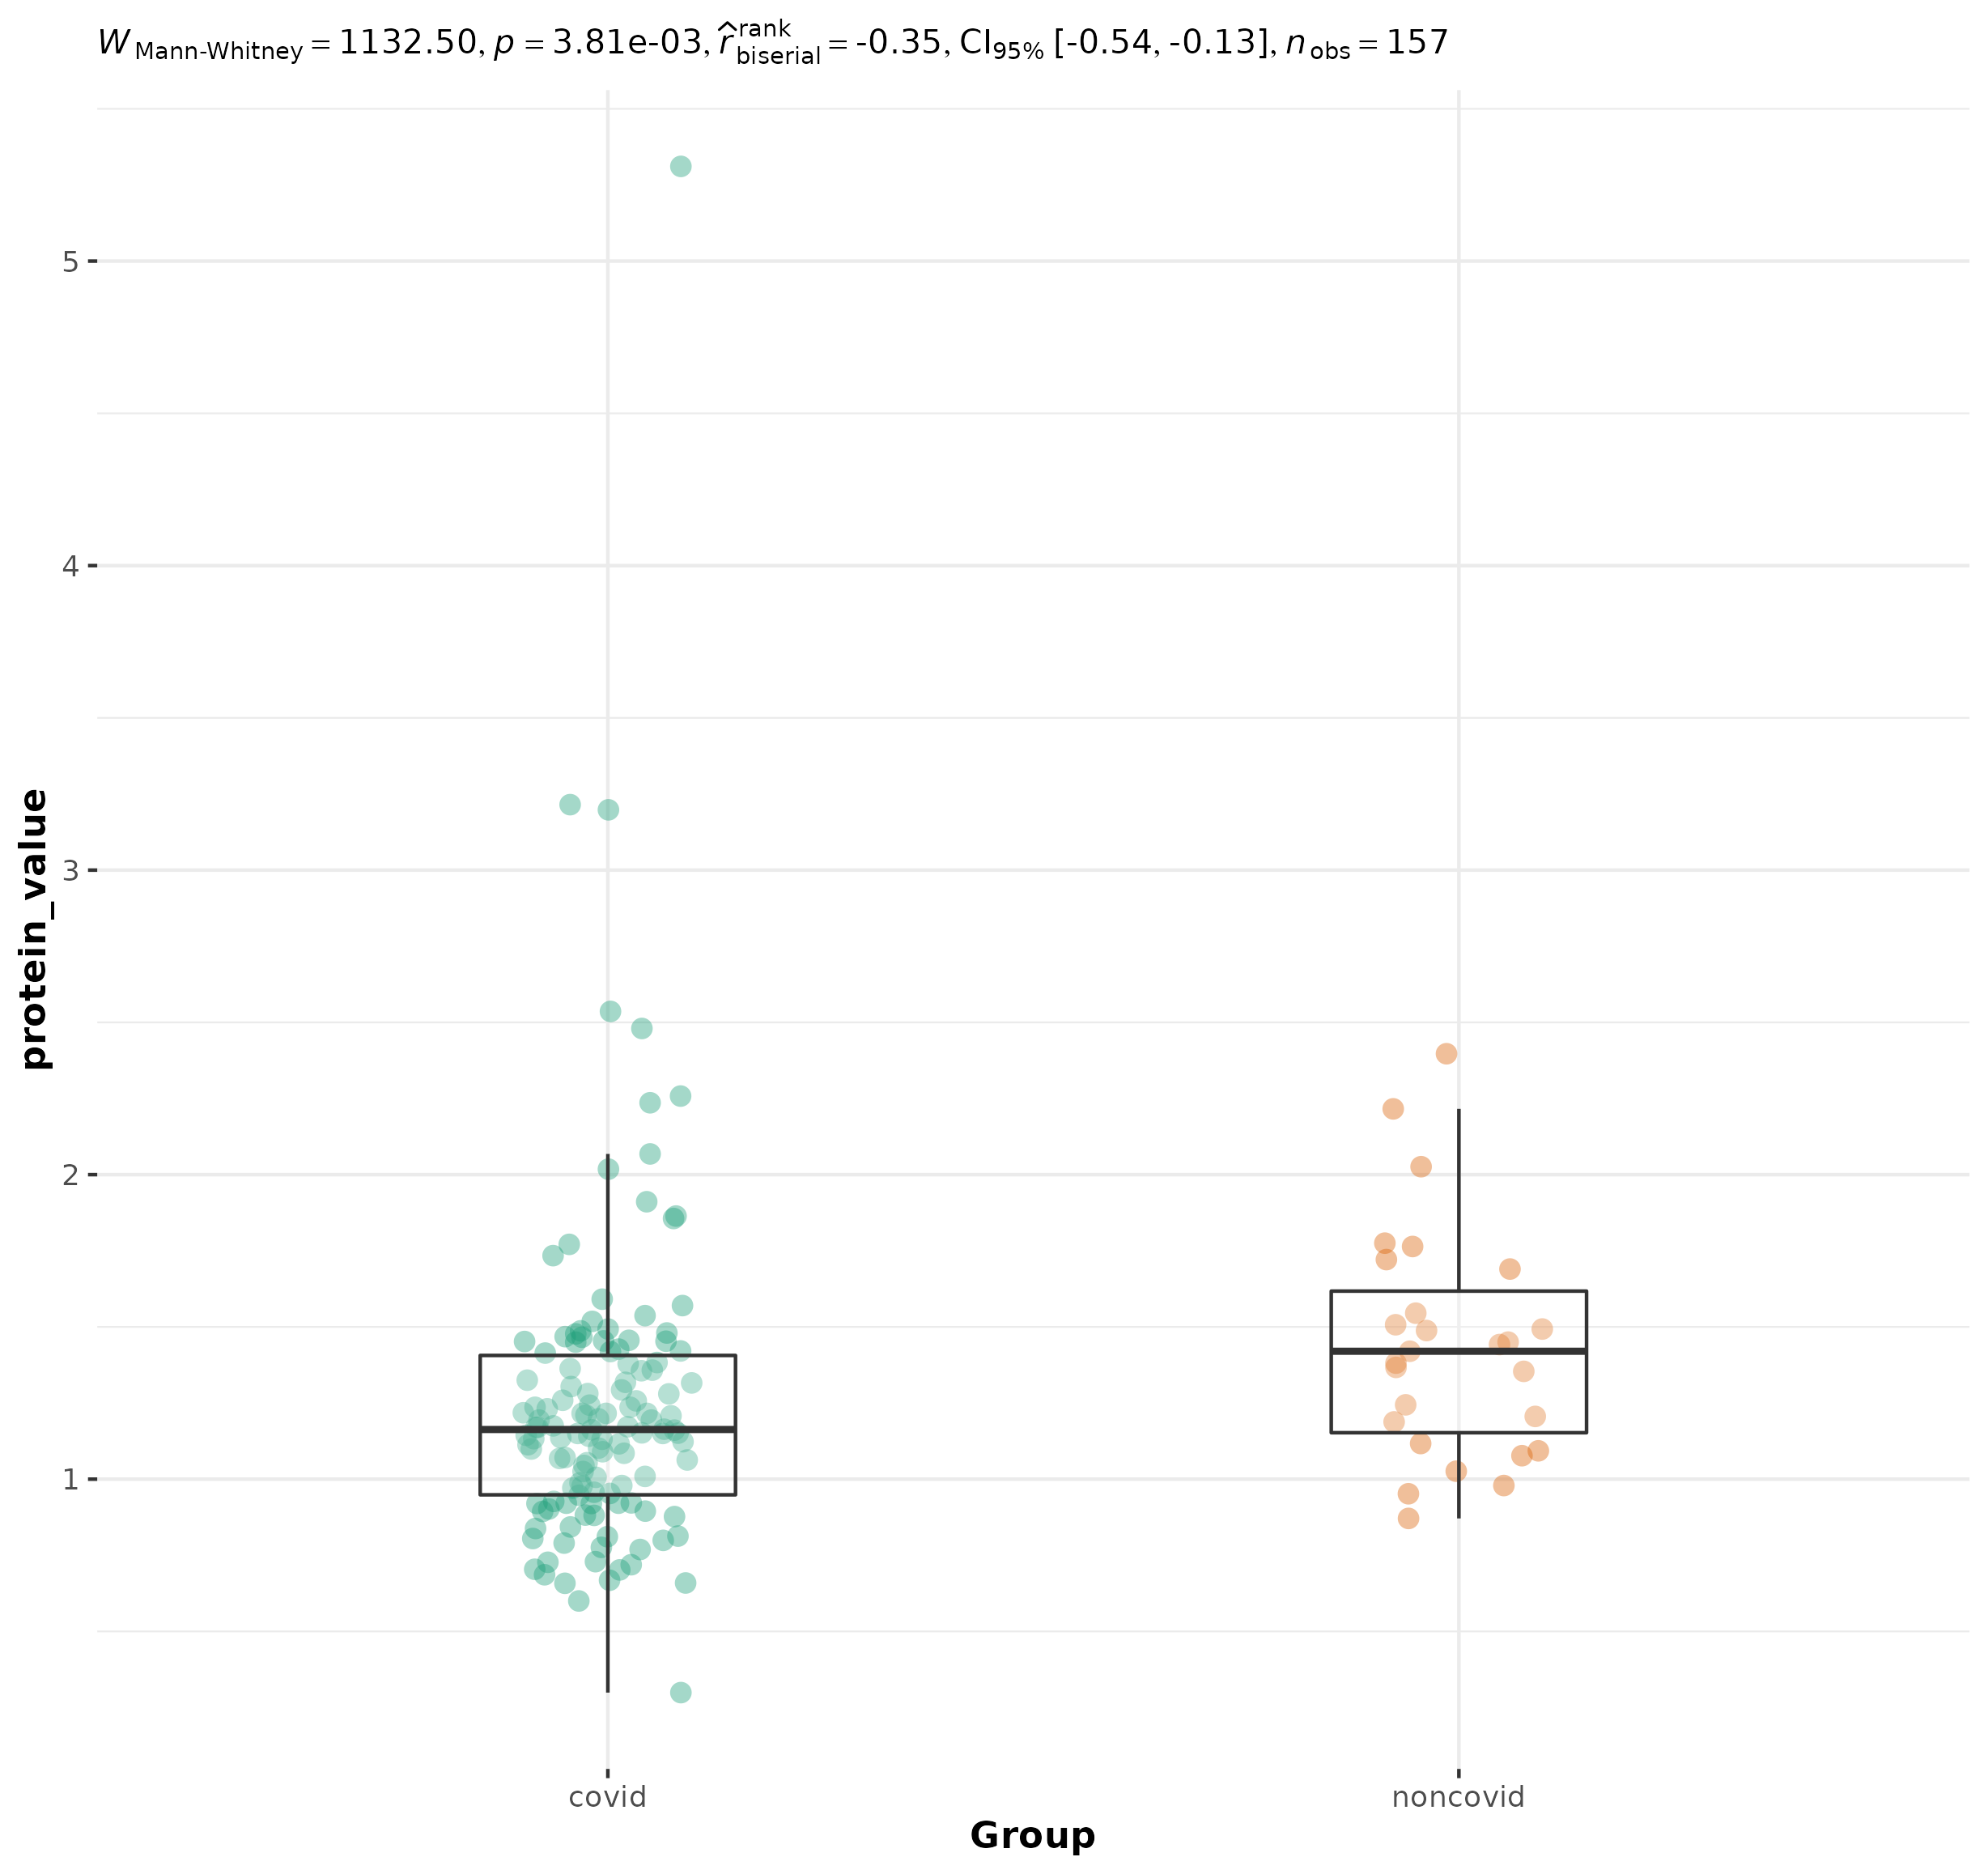 W Mann-Whitney = 1132.50, p = 3.81e-03, r̂ rank biserial = -0.35, CI95% [-0.54, -0.13], n obs = 157
5
4
3
2
1
protein_value
covid noncovid
Group